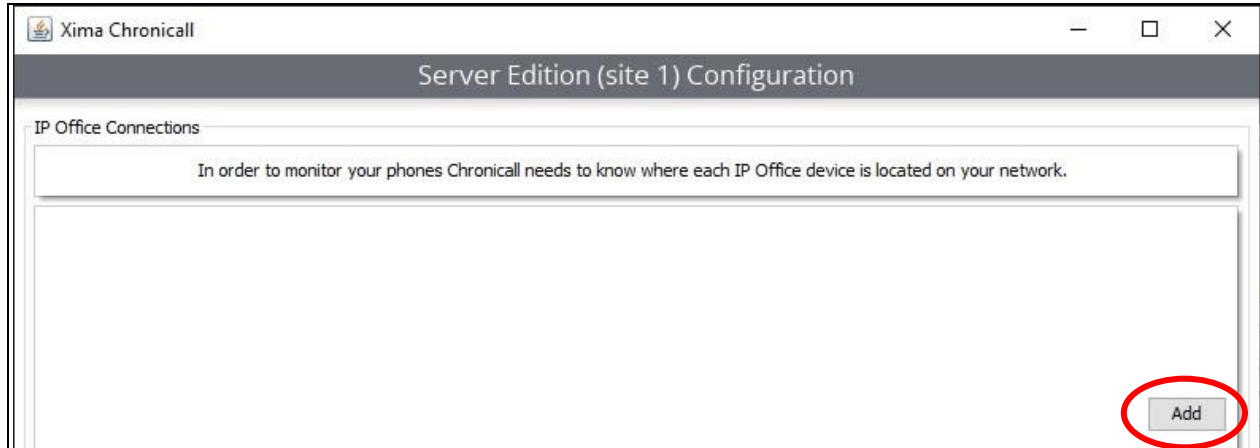 Xima Chronicall
Server Edition (site 1) Configuration
IP Office Connections
In order to monitor your phones Chronicall needs to know where each IP Office device is located on your network.
Add